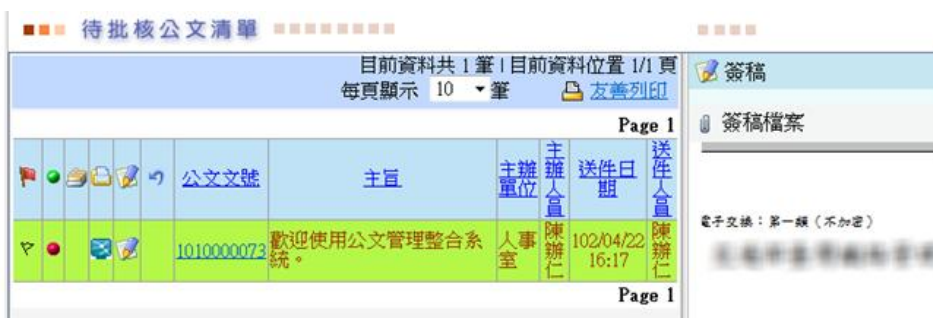 待批核公文清單
目前資料共 1 筆 | 目前資料位置 1/1 頁
每頁顯示 10 筆 友善列印
Page 1
公文文號 主旨 主辦單位 主辦人員 送件日期 送件人員
1010000073 歡迎使用公文管理整合系統。 人事室 陳辦仁 102/04/22 16:17 陳辦仁
Page 1
簽稿
簽稿檔案
電子交換：第一類（不加密）